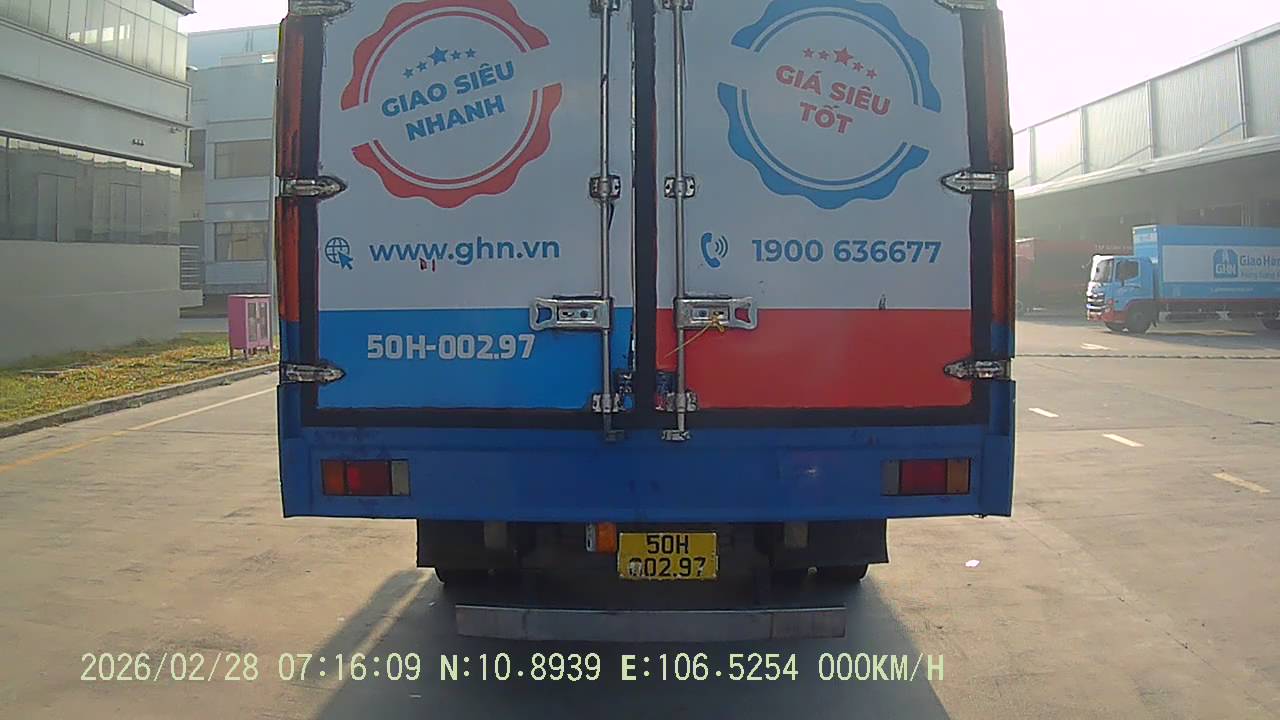 GIAO SIÊU
NHANH
GIÁ SIÊU
TỐT
www.ghn.vn
1900 636677
50H-002.97
GHN
50H
002.97
2026/02/28 07:16:09 N:10.8939 E:106.5254 000KM/H